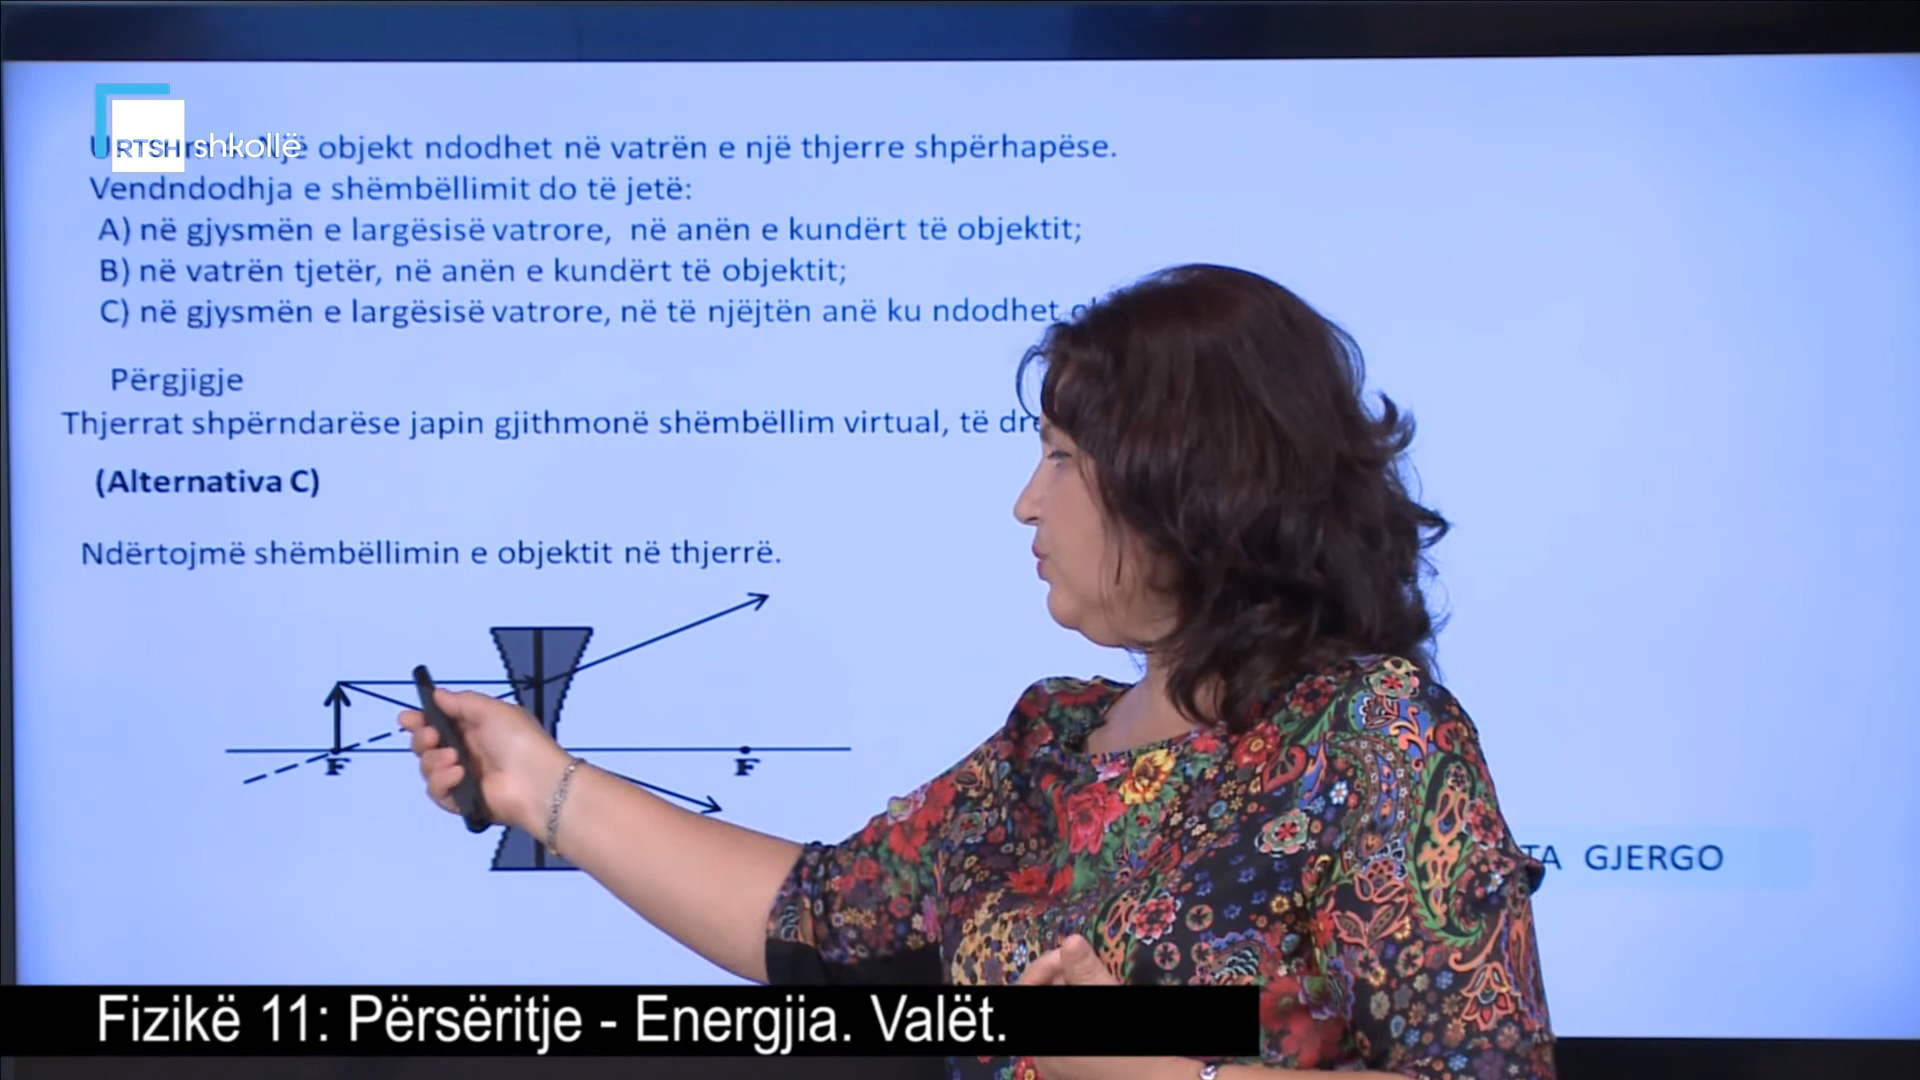 RTSH shkollë
objekt ndodhet në vatrën e një thjerre shpërhapëse.
Vendndodhja e shëmbëllimit do të jetë:
A) në gjysmën e largësisë vatrore, në anën e kundërt të objektit;
B) në vatrën tjetër, në anën e kundërt të objektit;
C) në gjysmën e largësisë vatrore, në të njëjtën anë ku ndodhet
Përgjigje
Thjerrat shpërndarëse japin gjithmonë shëmbëllim virtual, të
(Alternativa C)
Ndërtojmë shëmbëllimin e objektit në thjerrë.
F
F
GJERGO
Fizikë 11: Përsëritje - Energjia. Valët.